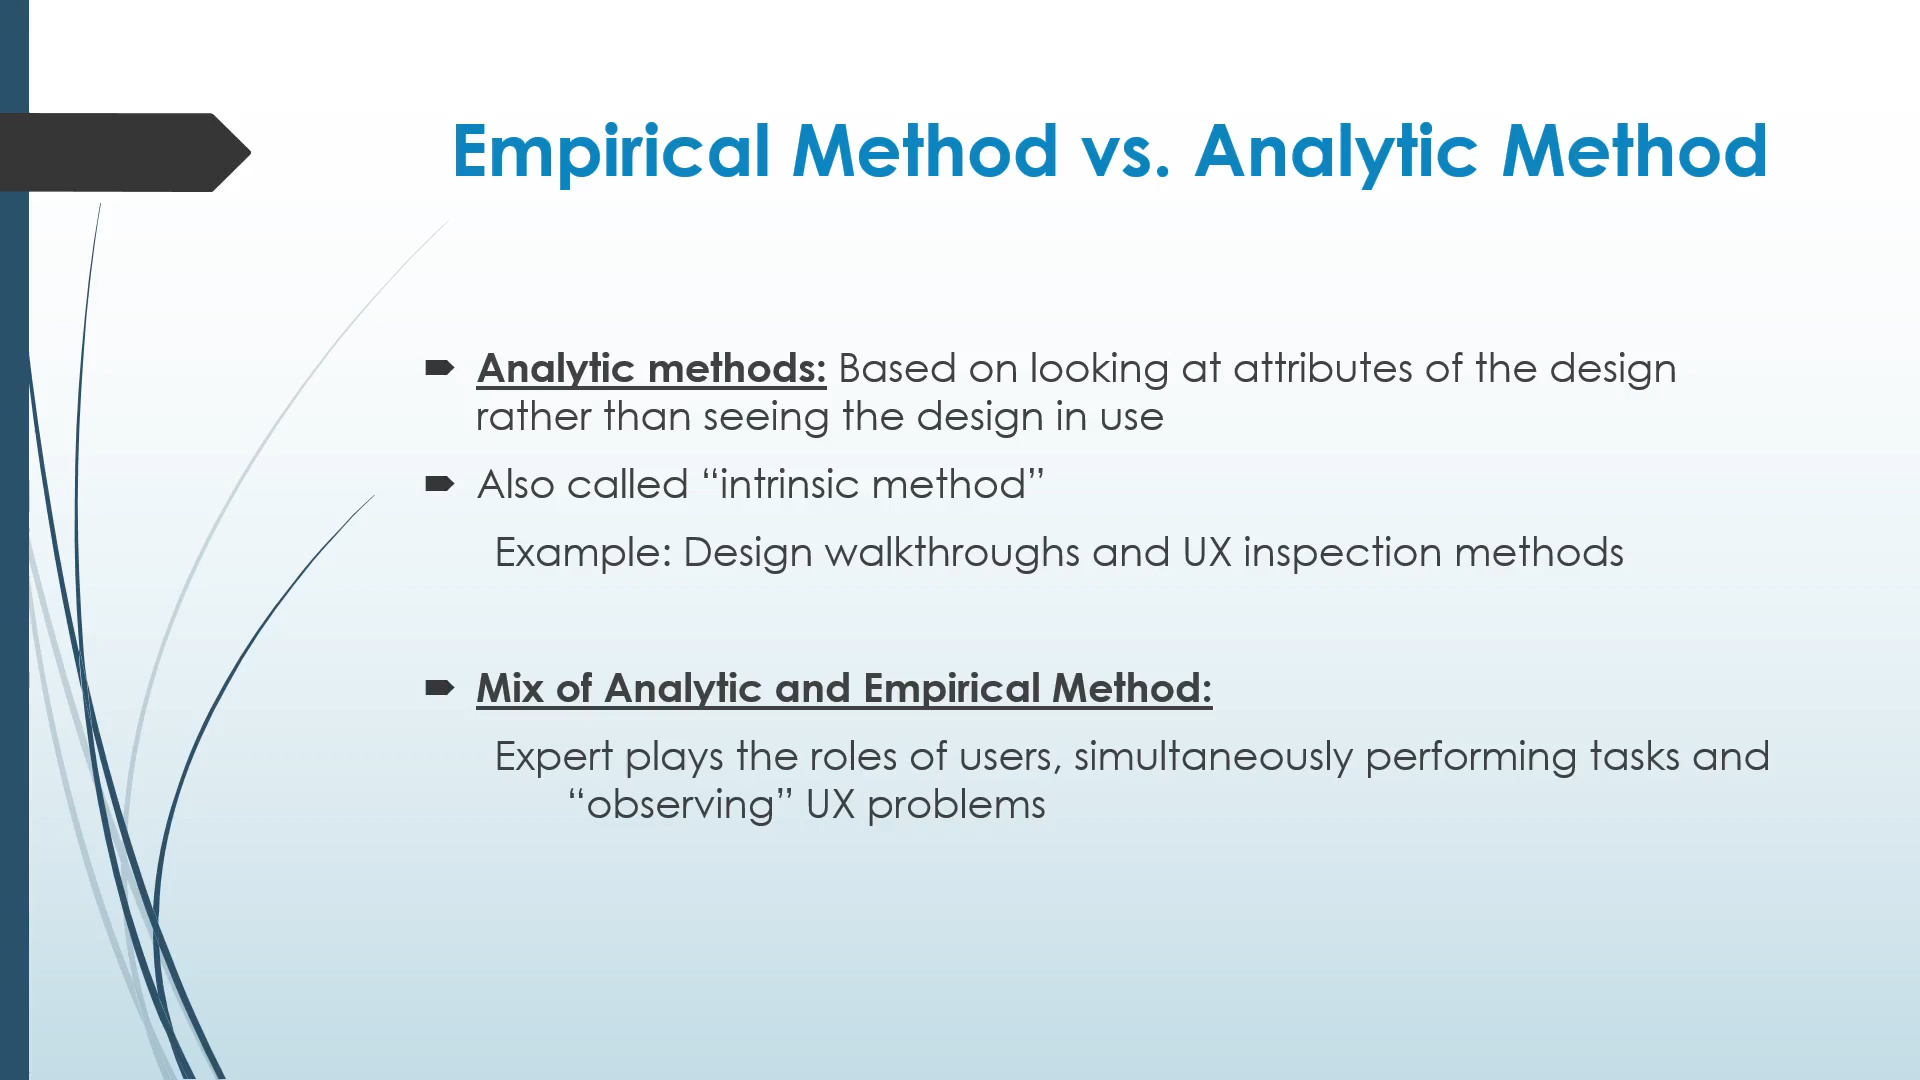 Empirical Method vs. Analytic Method
Analytic methods: Based on looking at attributes of the design
rather than seeing the design in use
Also called “intrinsic method”
Example: Design walkthroughs and UX inspection methods
Mix of Analytic and Empirical Method:
Expert plays the roles of users, simultaneously performing tasks and
“observing” UX problems